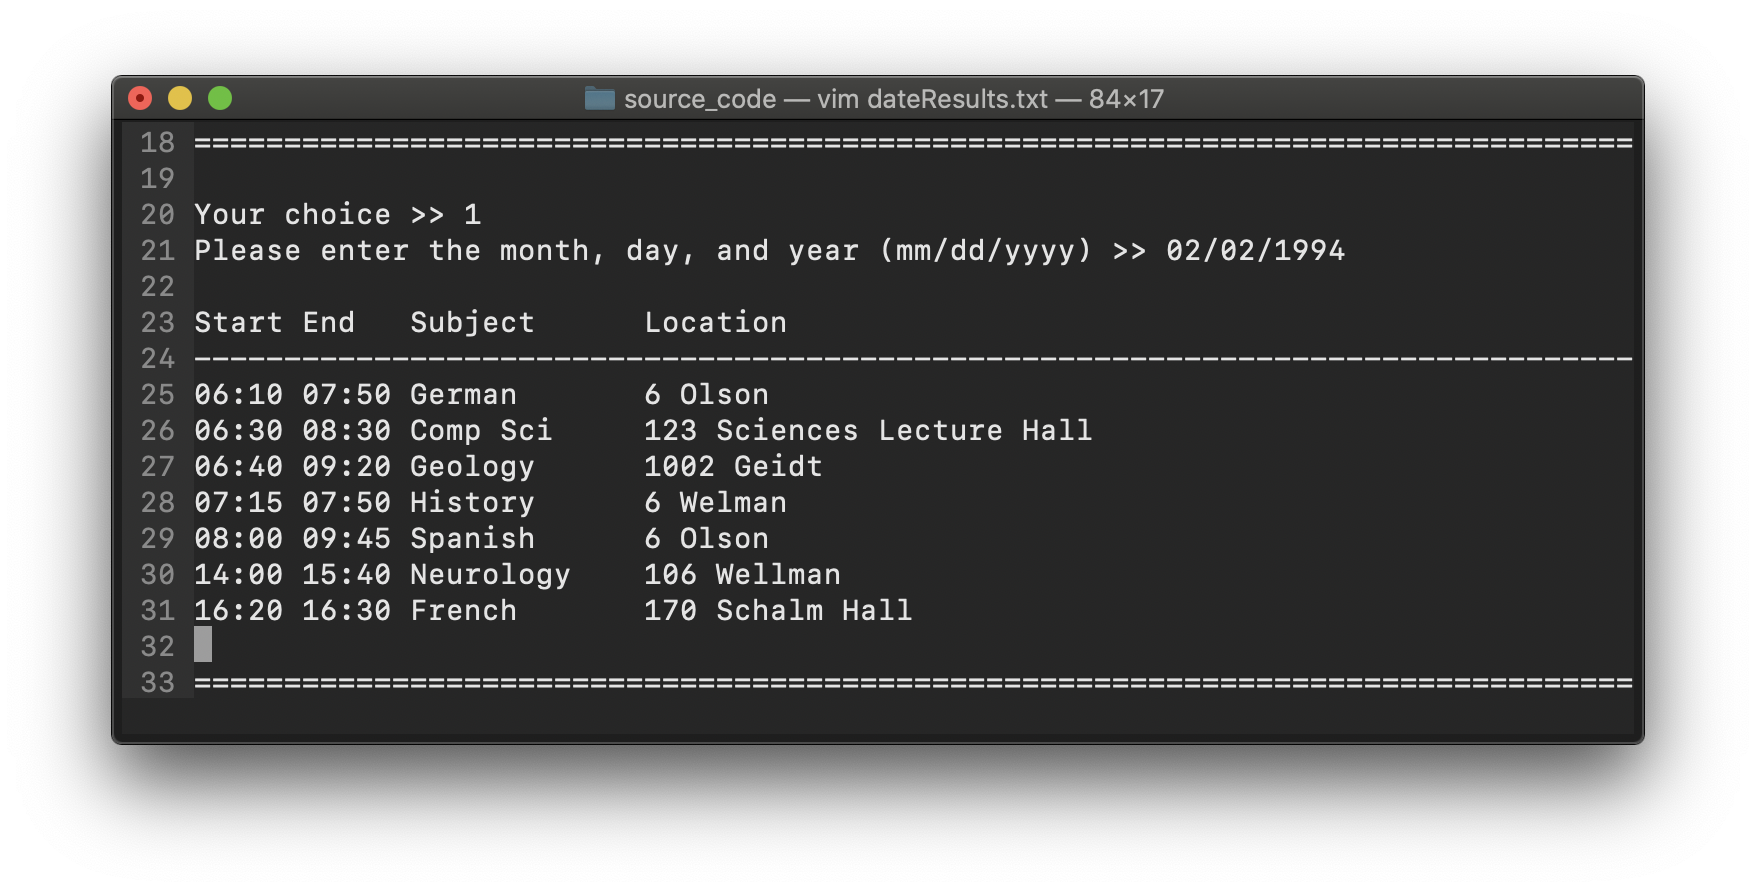 source_code — vim dateResults.txt — 84×17
18 ================================================================================
19
20 Your choice >> 1
21 Please enter the month, day, and year (mm/dd/yyyy) >> 02/02/1994
22
23 Start End   Subject      Location
24 --------------------------------------------------------------------------------
25 06:10 07:50 German       6 Olson
26 06:30 08:30 Comp Sci     123 Sciences Lecture Hall
27 06:40 09:20 Geology      1002 Geidt
28 07:15 07:50 History      6 Welman
29 08:00 09:45 Spanish      6 Olson
30 14:00 15:40 Neurology    106 Wellman
31 16:20 16:30 French       170 Schalm Hall
32
33 ================================================================================